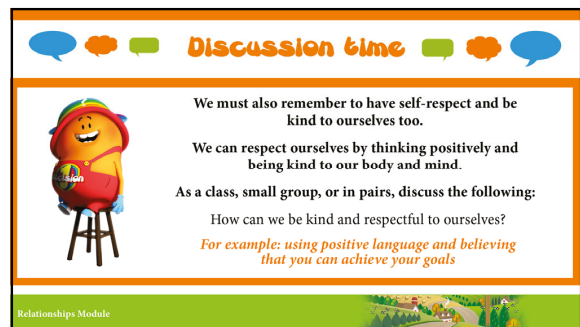 Discussion time
We must also remember to have self-respect and be
kind to ourselves too.
We can respect ourselves by thinking positively and
being kind to our body and mind.
As a class, small group, or in pairs, discuss the following:
How can we be kind and respectful to ourselves?
For example: using positive language and believing
that you can achieve your goals
Relationships Module